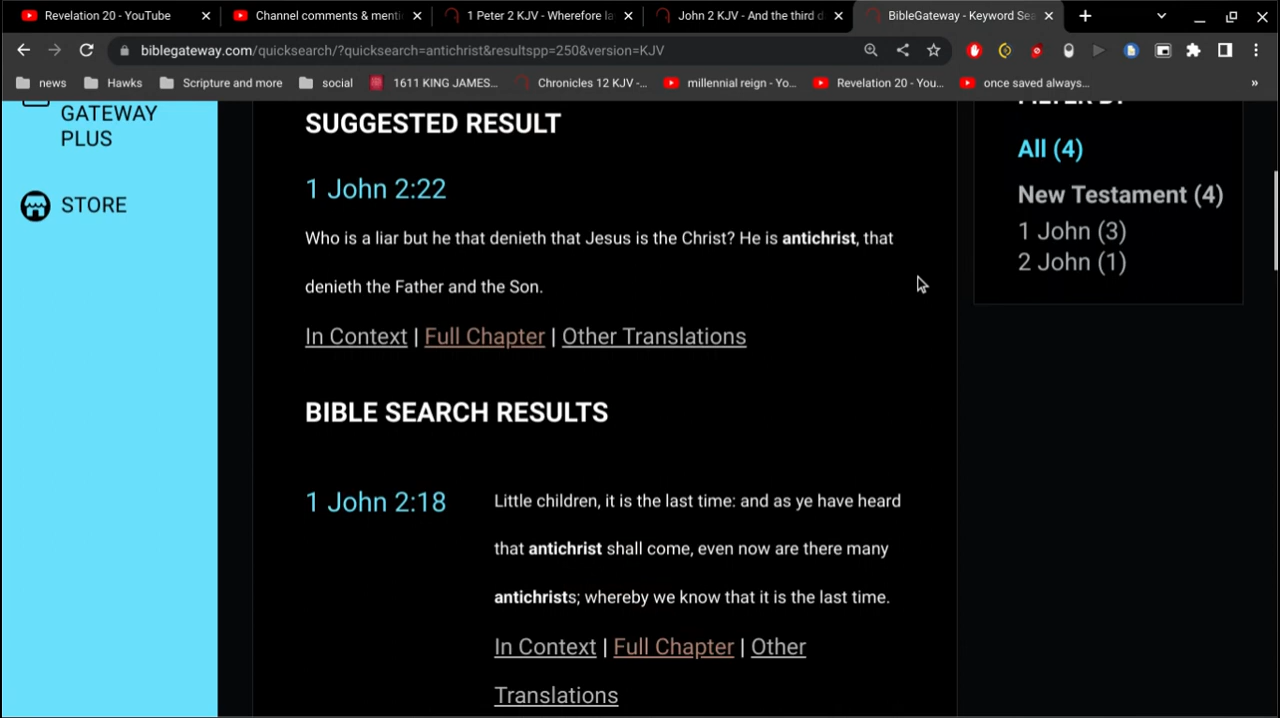 Revelation 20 - YouTube
Channel comments & menti
1 Peter 2 KJV - Wherefore la
John 2 KJV - And the third d
BibleGateway - Keyword Sea
biblegateway.com/quicksearch/?quicksearch=antichrist&resultspp=250&version=KJV
news
Hawks
Scripture and more
social
1611 KING JAMES...
Chronicles 12 KJV -...
millennial reign - Yo...
Revelation 20 - You...
once saved always...
»
GATEWAY
PLUS
STORE
SUGGESTED RESULT
1 John 2:22
Who is a liar but he that denieth that Jesus is the Christ? He is antichrist, that
denieth the Father and the Son.
In Context | Full Chapter | Other Translations
BIBLE SEARCH RESULTS
1 John 2:18
Little children, it is the last time: and as ye have heard
that antichrist shall come, even now are there many
antichrists; whereby we know that it is the last time.
In Context | Full Chapter | Other
Translations
FILTER BY
All (4)
New Testament (4)
1 John (3)
2 John (1)